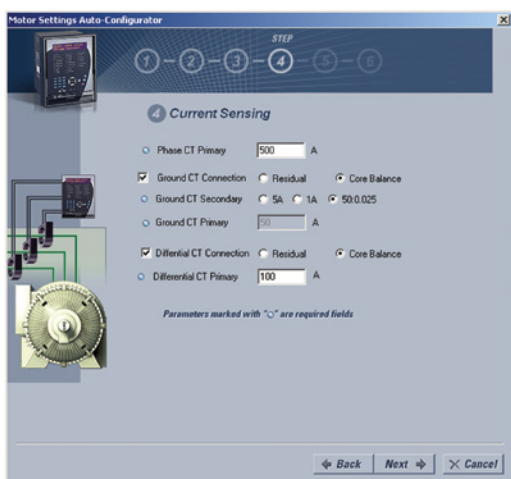 Motor Settings Auto-Configurator
STEP
1 2 3 4 5 6
4 Current Sensing
Phase CT Primary 500 A
Ground CT Connection Residual Core Balance
Ground CT Secondary 5A 1A 50:0.025
Ground CT Primary 50 A
Diffential CT Connection Residual Core Balance
Differential CT Primary 100 A
Parameters marked with " " are required fields
Back Next Cancel